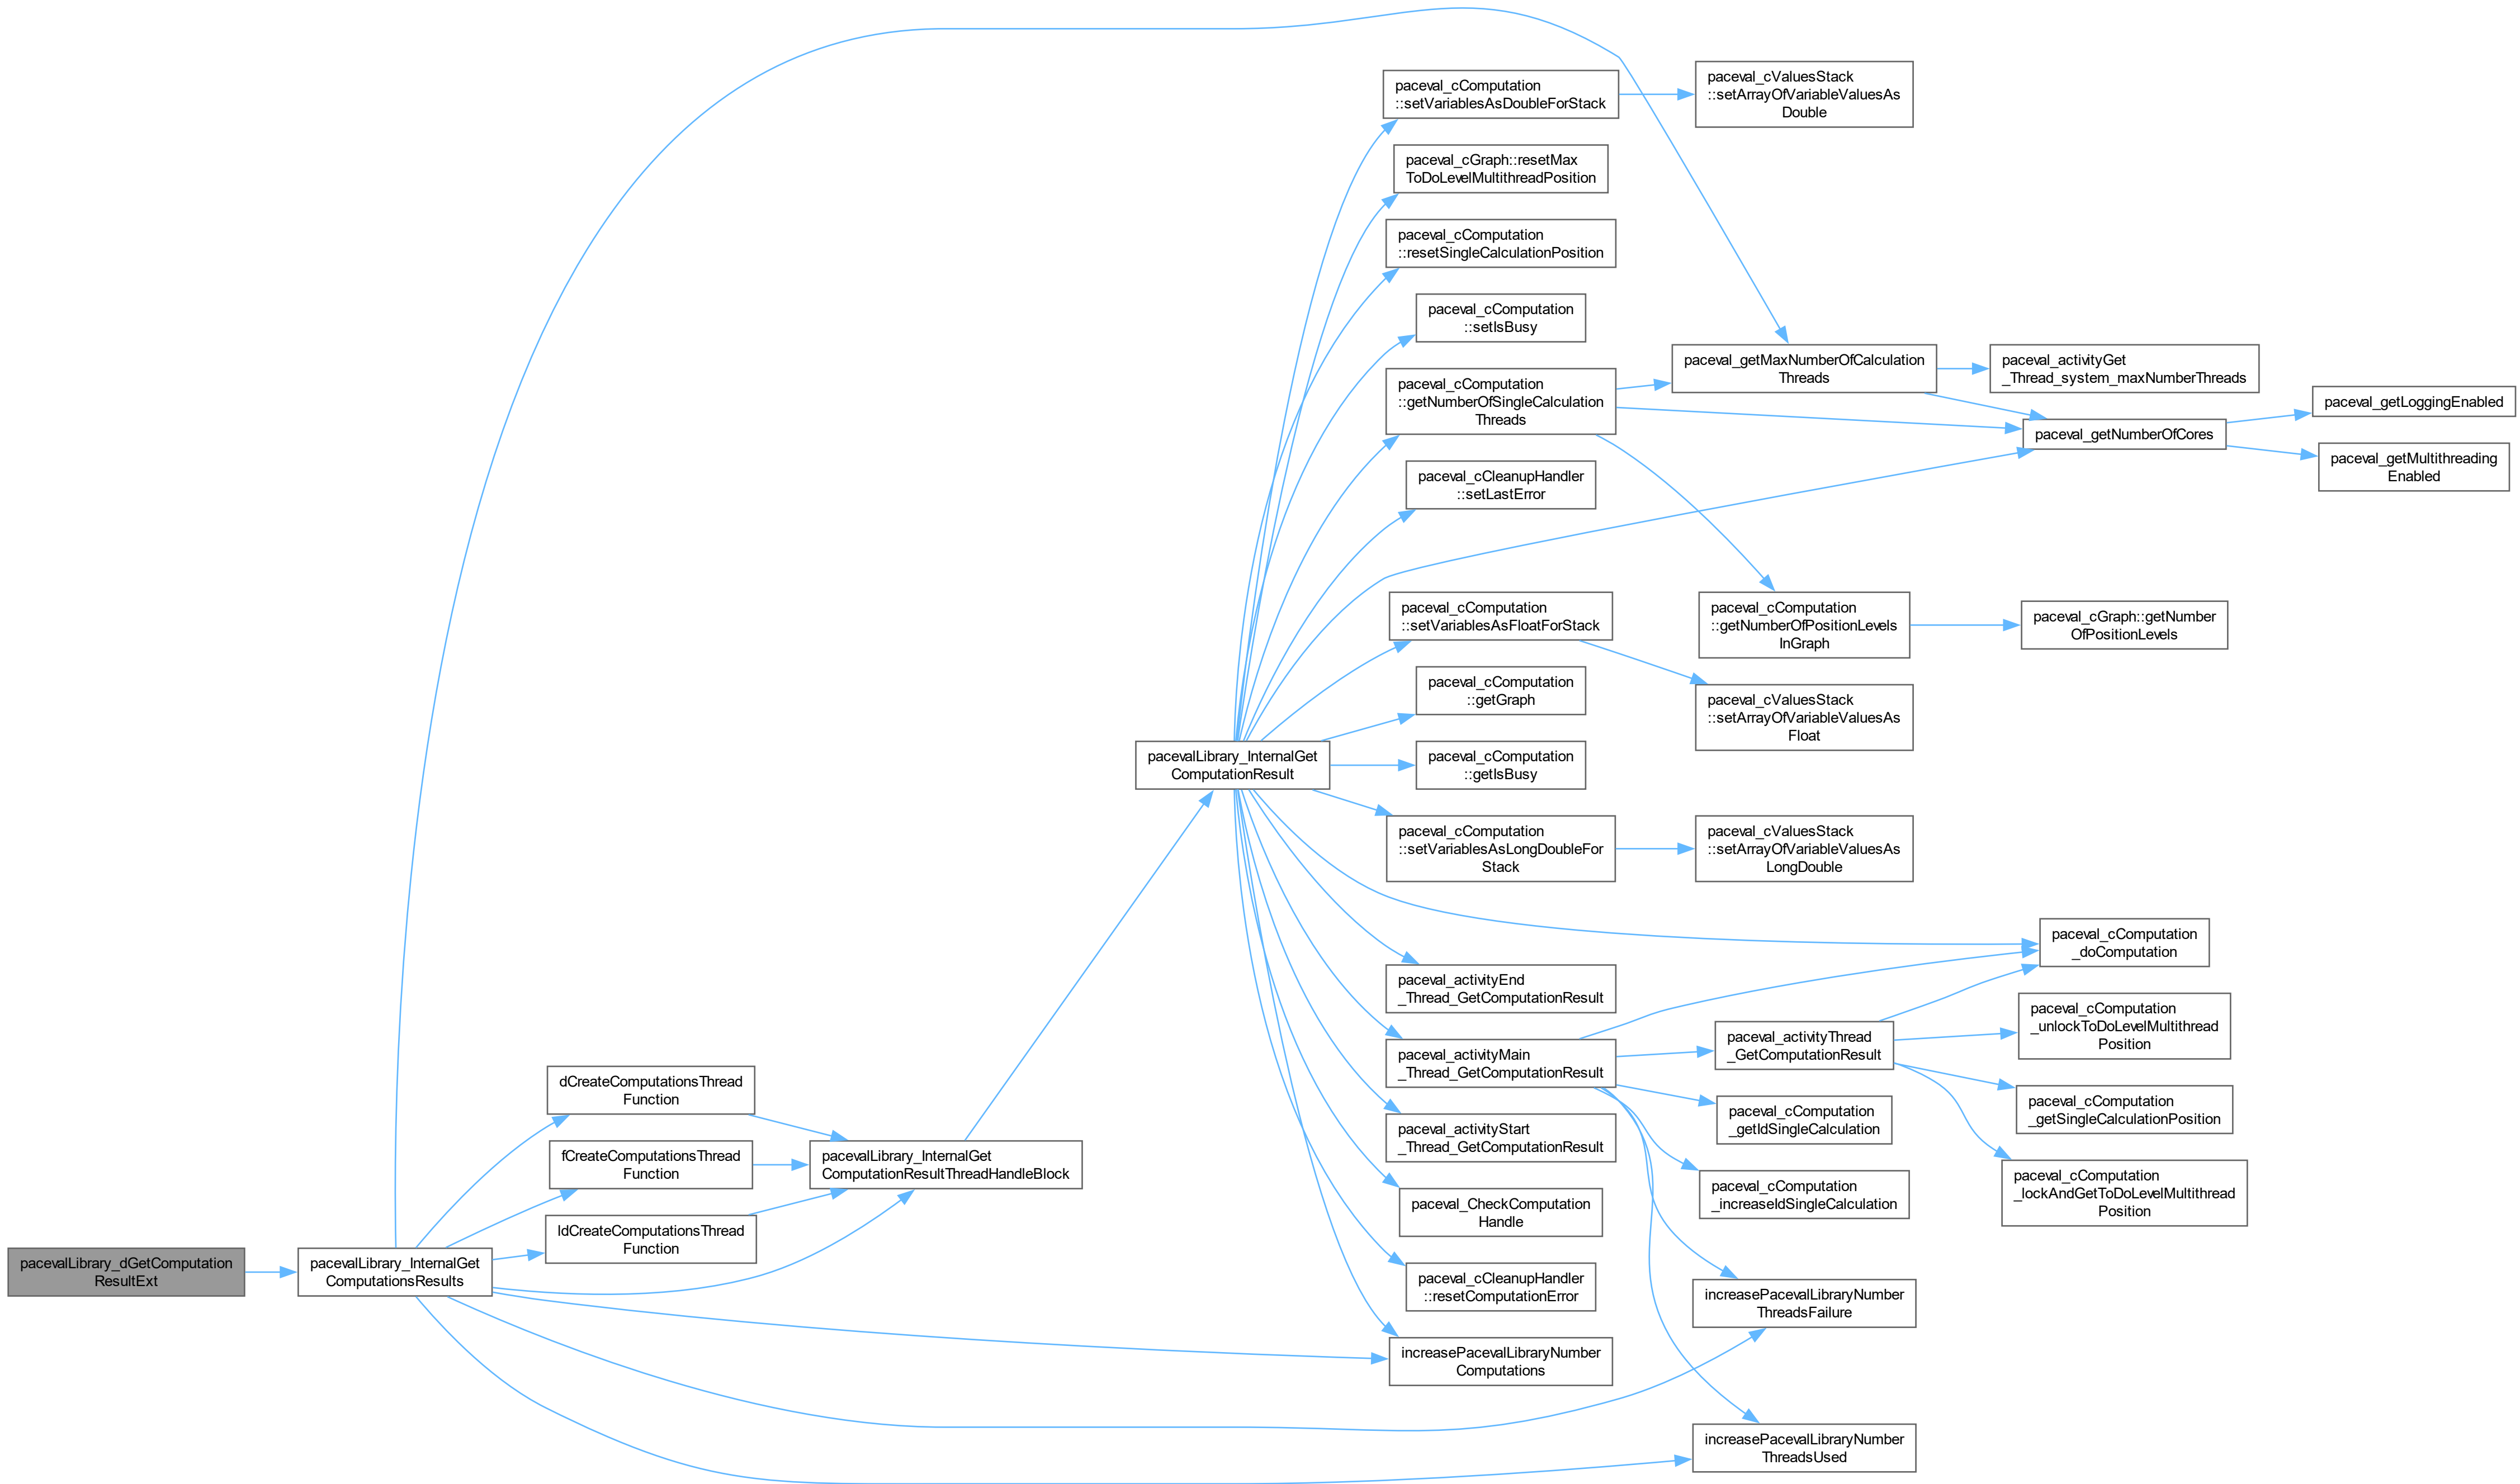 pacevalLibrary_dGetComputation
ResultExt
pacevalLibrary_InternalGet
ComputationsResults
dCreateComputationsThread
Function
fCreateComputationsThread
Function
ldCreateComputationsThread
Function
pacevalLibrary_InternalGet
ComputationResultThreadHandleBlock
pacevalLibrary_InternalGet
ComputationResult
paceval_cComputation
::setVariablesAsDoubleForStack
paceval_cGraph::resetMax
ToDoLevelMultithreadPosition
paceval_cComputation
::resetSingleCalculationPosition
paceval_cComputation
::setIsBusy
paceval_cComputation
::getNumberOfSingleCalculation
Threads
paceval_cCleanupHandler
::setLastError
paceval_cComputation
::setVariablesAsFloatForStack
paceval_cComputation
::getGraph
paceval_cComputation
::getIsBusy
paceval_cComputation
::setVariablesAsLongDoubleFor
Stack
paceval_activityEnd
_Thread_GetComputationResult
paceval_activityMain
_Thread_GetComputationResult
paceval_activityStart
_Thread_GetComputationResult
paceval_CheckComputation
Handle
paceval_cCleanupHandler
::resetComputationError
increasePacevalLibraryNumber
Computations
paceval_cValuesStack
::setArrayOfVariableValuesAs
Double
paceval_getMaxNumberOfCalculation
Threads
paceval_cComputation
::getNumberOfPositionLevels
InGraph
paceval_cValuesStack
::setArrayOfVariableValuesAs
Float
paceval_cValuesStack
::setArrayOfVariableValuesAs
LongDouble
paceval_activityThread
_GetComputationResult
paceval_cComputation
_getIdSingleCalculation
paceval_cComputation
_increaseIdSingleCalculation
increasePacevalLibraryNumber
ThreadsFailure
increasePacevalLibraryNumber
ThreadsUsed
paceval_activityGet
_Thread_system_maxNumberThreads
paceval_getNumberOfCores
paceval_cGraph::getNumber
OfPositionLevels
paceval_cComputation
_doComputation
paceval_cComputation
_unlockToDoLevelMultithread
Position
paceval_cComputation
_getSingleCalculationPosition
paceval_cComputation
_lockAndGetToDoLevelMultithread
Position
paceval_getLoggingEnabled
paceval_getMultithreading
Enabled